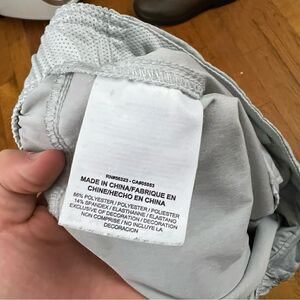 RN#56323 - CA#05553
MADE IN CHINA/FABRIQUE EN
CHINE/HECHO EN CHINA
86% POLYESTER / POLYESTER / POLIESTER
14% SPANDEX / ELASTHANNE / ELASTANO
EXCLUSIVE OF DECORATION / DECORATION
NON COMPRISE / NO INCLUYE LA
DECORACION